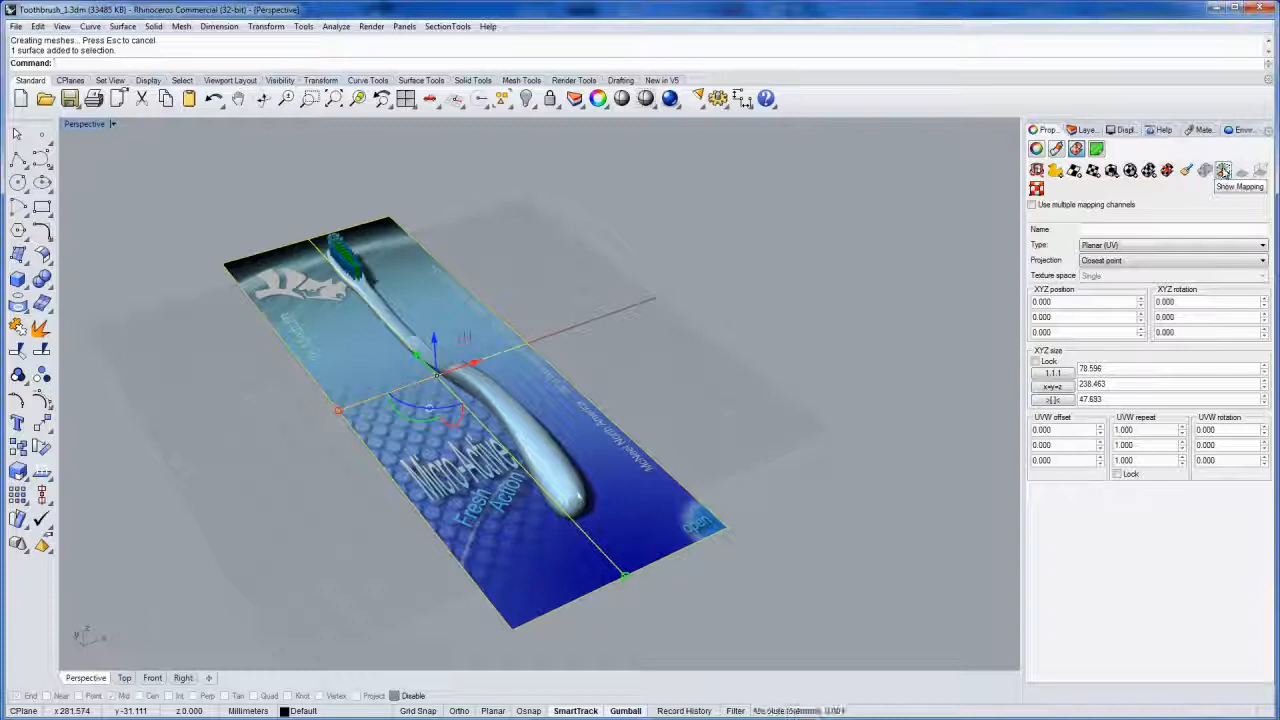 Toothbrush_1.3dm (33485 KB) - Rhinoceros Commercial (32-bit) - [Perspective]
File Edit View Curve Surface Solid Mesh Dimension Transform Tools Analyze Render Panels SectionTools Help
Creating meshes... Press Esc to cancel
1 surface added to selection.
Command:
Standard CPlanes Set View Display Select Viewport Layout Visibility Transform Curve Tools Surface Tools Solid Tools Mesh Tools Render Tools Drafting New in V5
Perspective
Prop... Laye... Displ... Help Mate... Envir...
Show Mapping
Use multiple mapping channels
Name
Type: Planar (UV)
Projection: Closest point
Texture space Single
XYZ position XYZ rotation
0.000 0.000
0.000 0.000
0.000 0.000
XYZ size
Lock
1:1:1 78.596
x=y=z 238.463
>[ ]< 47.693
UVW offset UVW repeat UVW rotation
0.000 1.000 0.000
0.000 1.000 0.000
0.000 1.000 0.000
Lock
MicroActive
Fresh
Action
McNeel North America
open
z
y x
Perspective Top Front Right
End Near Point Mid Cen Int Perp Tan Quad Knot Vertex Project Disable
CPlane x 281.574 y -31.111 z 0.000 Millimeters Default Grid Snap Ortho Planar Osnap SmartTrack Gumball Record History Filter